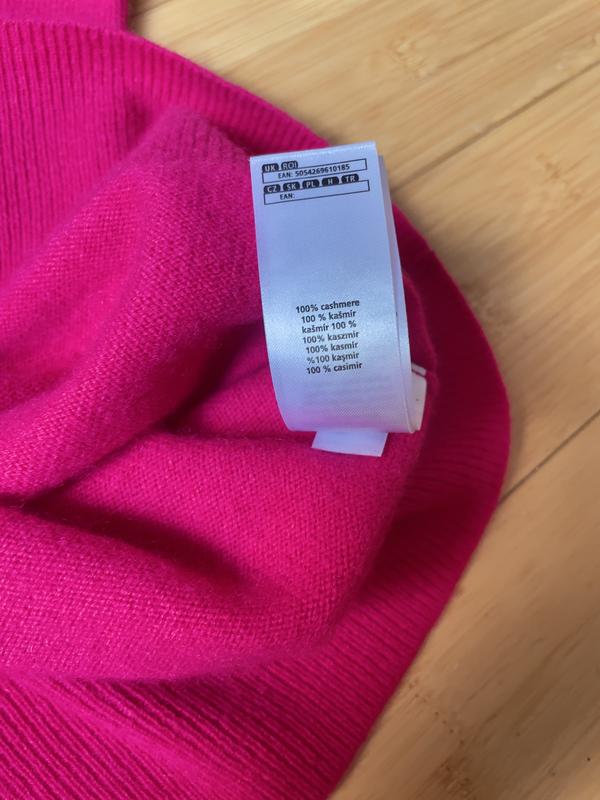 UK ROI
EAN: 5054269610185
CZ SK PL H TR
EAN:
100% cashmere
100 % kašmír
kašmír 100 %
100% kaszmir
100% kasmír
%100 kaşmir
100 % casimir